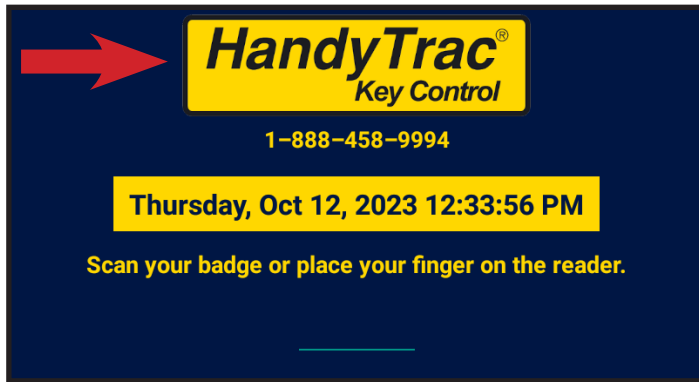 HandyTrac®
Key Control
1–888–458–9994
Thursday, Oct 12, 2023 12:33:56 PM
Scan your badge or place your finger on the reader.